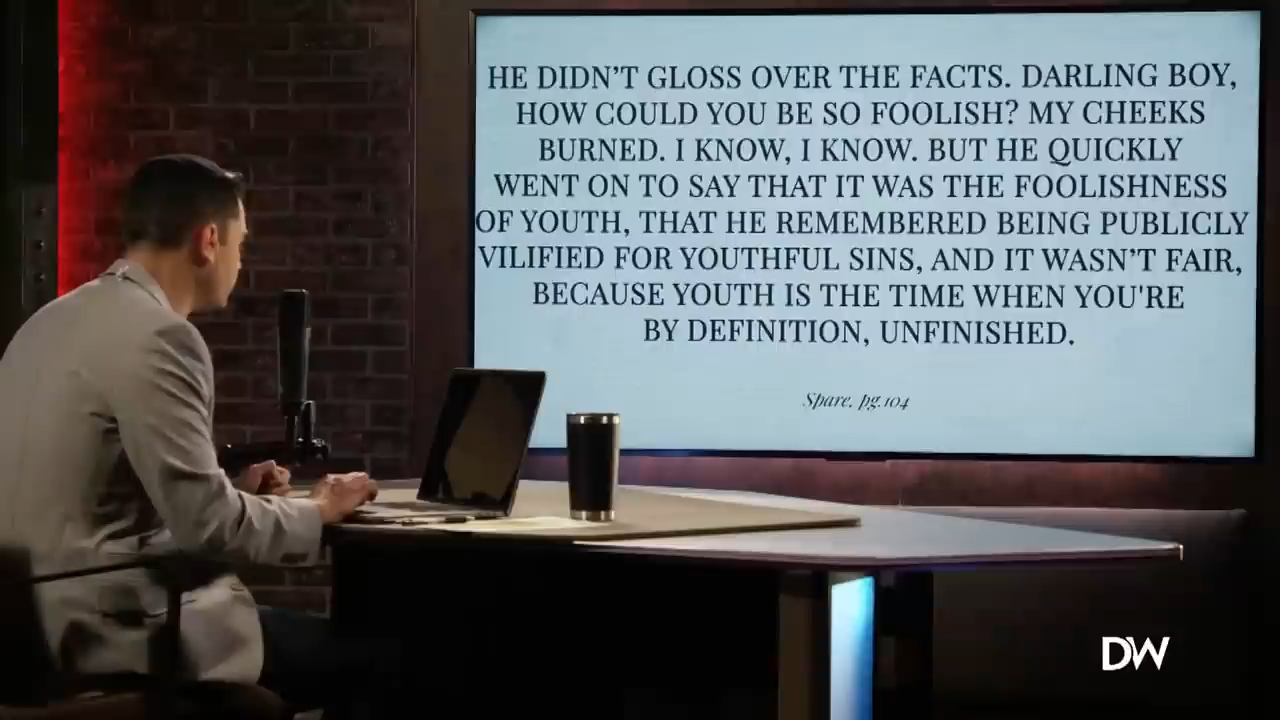 HE DIDN’T GLOSS OVER THE FACTS. DARLING BOY,
HOW COULD YOU BE SO FOOLISH? MY CHEEKS
BURNED. I KNOW, I KNOW. BUT HE QUICKLY
WENT ON TO SAY THAT IT WAS THE FOOLISHNESS
OF YOUTH, THAT HE REMEMBERED BEING PUBLICLY
VILIFIED FOR YOUTHFUL SINS, AND IT WASN’T FAIR,
BECAUSE YOUTH IS THE TIME WHEN YOU'RE
BY DEFINITION, UNFINISHED.
Spare, pg.104
DW